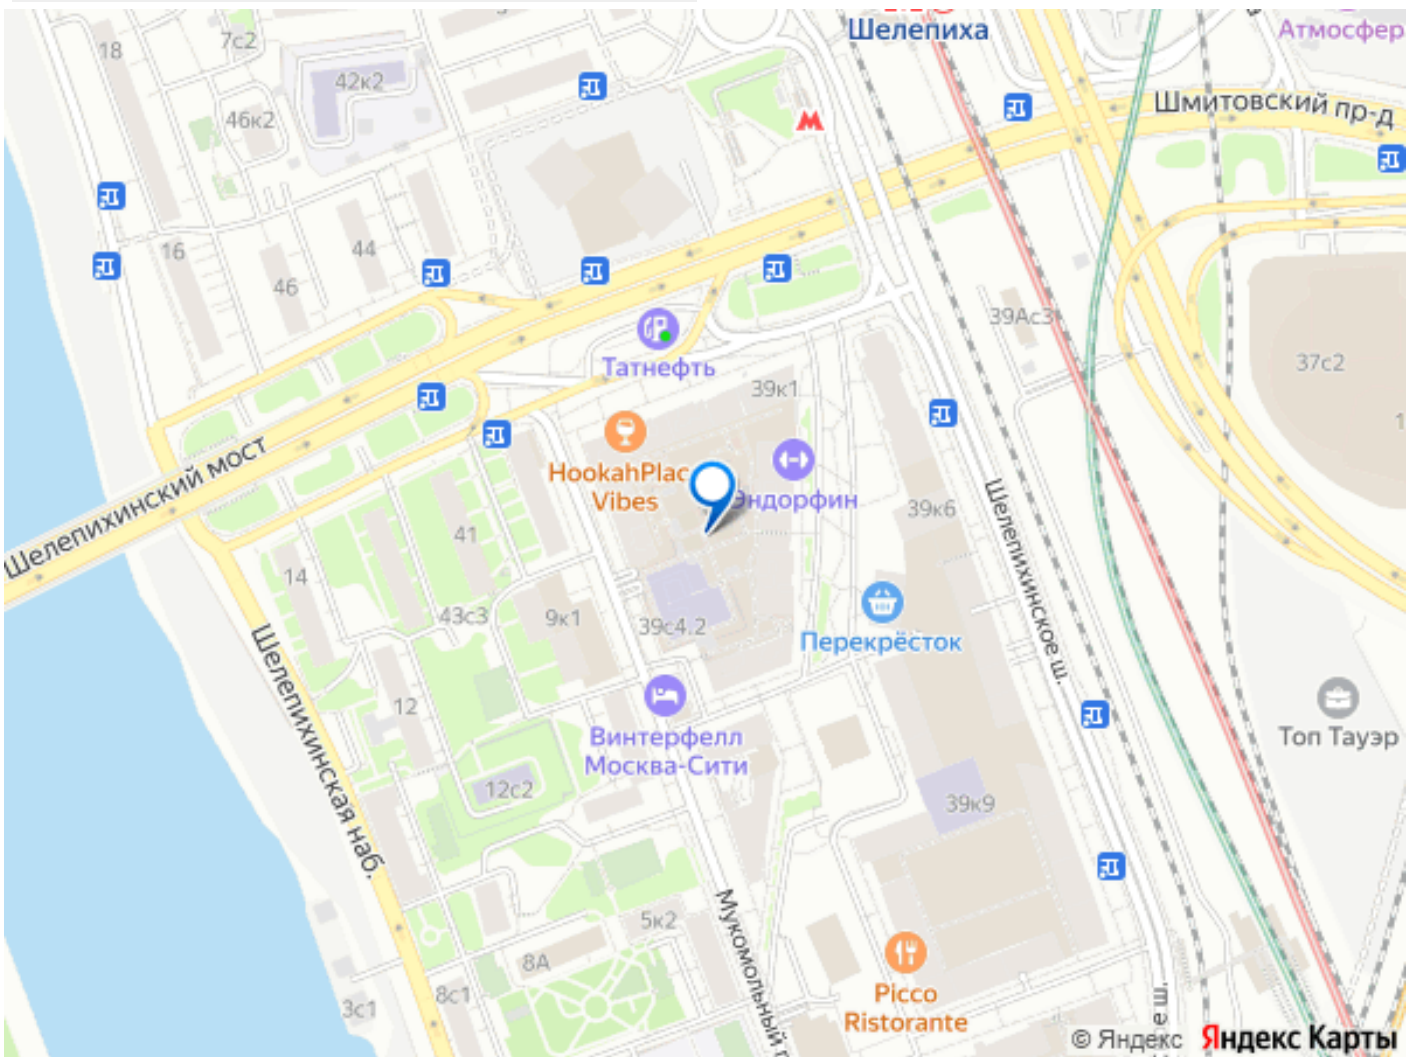 Шелепиха
Атмосфер
18
7с2
42к2
46к2
Шмитовский пр-д
16
44
46
39Ас3
37с2
Татнефть
39к1
HookahPlac
Vibes
Эндорфин
Шелепихинский мост
41
39к6
Шелепихинское ш.
14
43с3
9к1
39с4.2
Перекрёсток
Шелепихинская наб.
12
Винтерфелл
Москва-Сити
Топ Тауэр
12с2
39к9
Мукомольный п
5к2
8А
8с1
3с1
Picco
Ristorante
е ш.
© Яндекс Яндекс Карты